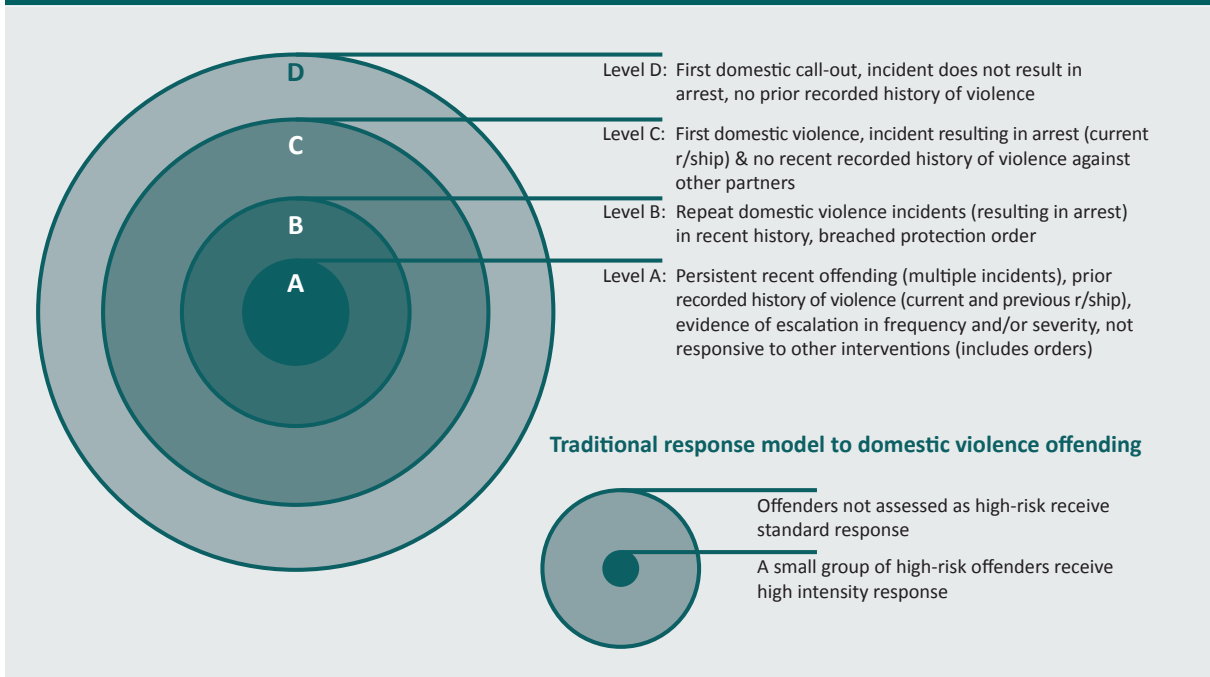 D
C
B
A
Level D: First domestic call-out, incident does not result in
arrest, no prior recorded history of violence
Level C: First domestic violence, incident resulting in arrest (current
r/ship) & no recent recorded history of violence against
other partners
Level B: Repeat domestic violence incidents (resulting in arrest)
in recent history, breached protection order
Level A: Persistent recent offending (multiple incidents), prior
recorded history of violence (current and previous r/ship),
evidence of escalation in frequency and/or severity, not
responsive to other interventions (includes orders)
Traditional response model to domestic violence offending
Offenders not assessed as high-risk receive
standard response
A small group of high-risk offenders receive
high intensity response